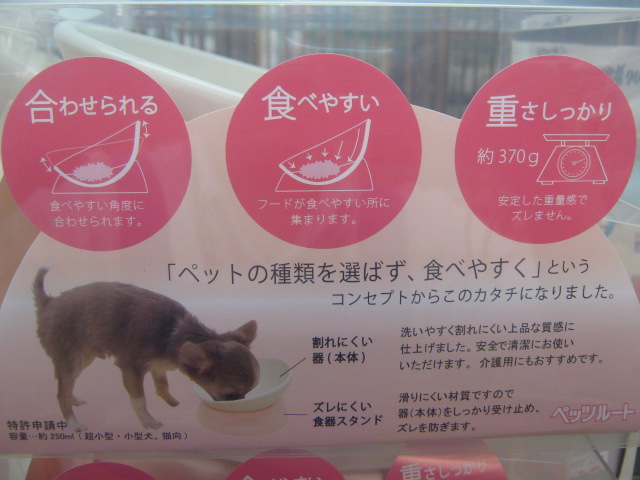 合わせられる
食べやすい角度に
合わせられます。
食べやすい
フードが食べやすい所に
集まります。
重さしっかり
約370g
安定した重量感で
ズレません。
「ペットの種類を選ばず、食べやすく」という
コンセプトからこのカタチになりました。
割れにくい
器(本体)
洗いやすく割れにくい上品な質感に
仕上げました。安全で清潔にお使い
いただけます。介護用にもおすすめです。
ズレにくい
食器スタンド
滑りにくい材質ですので
器(本体)をしっかり受け止め、
ズレを防ぎます。
特許申請中
容量…約250ml(超小型・小型犬、猫向)
ペッツルート
合わせられる
食べやすい
重さしっかり